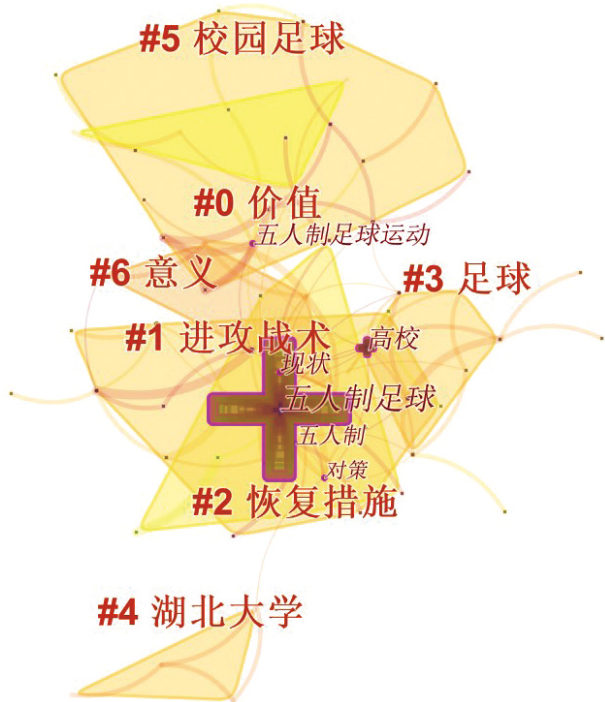 #5 校园足球
#0 价值
五人制足球运动
#6 意义
#3 足球
#1 进攻战术
高校
现状
五人制足球
五人制
对策
#2 恢复措施
#4 湖北大学